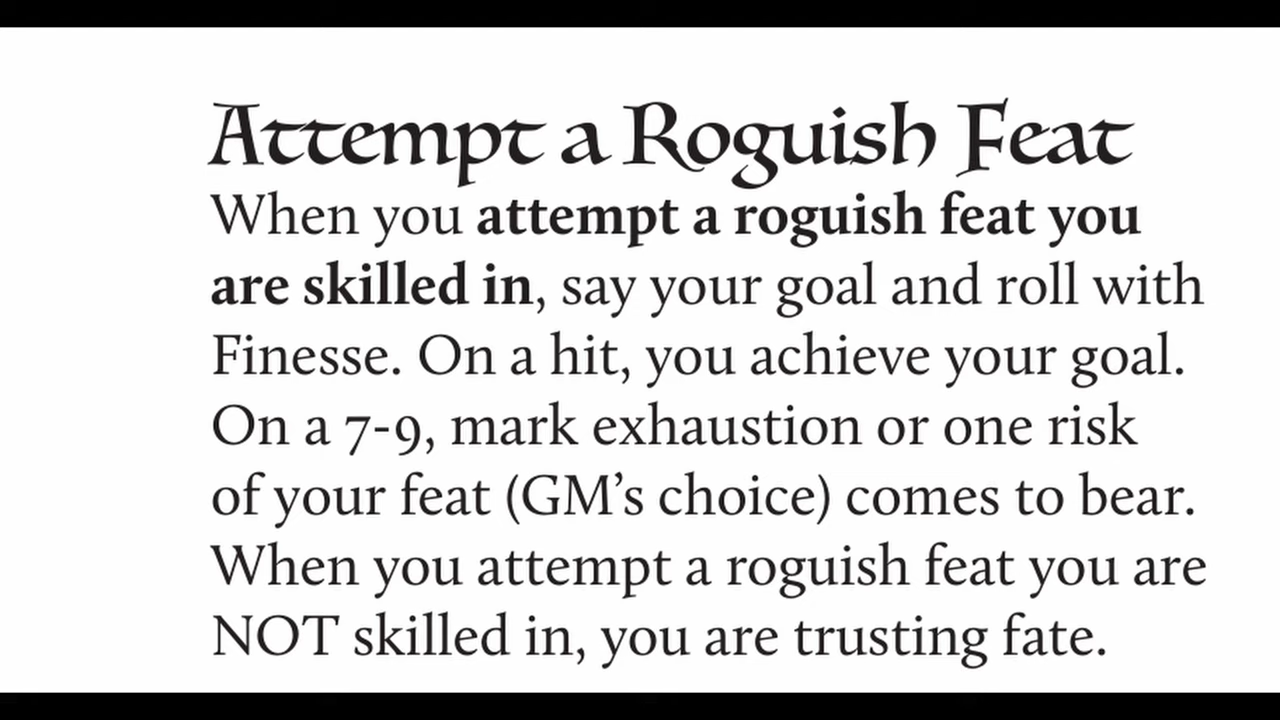 Attempt a Roguish Feat
When you attempt a roguish feat you
are skilled in, say your goal and roll with
Finesse. On a hit, you achieve your goal.
On a 7-9, mark exhaustion or one risk
of your feat (GM’s choice) comes to bear.
When you attempt a roguish feat you are
NOT skilled in, you are trusting fate.